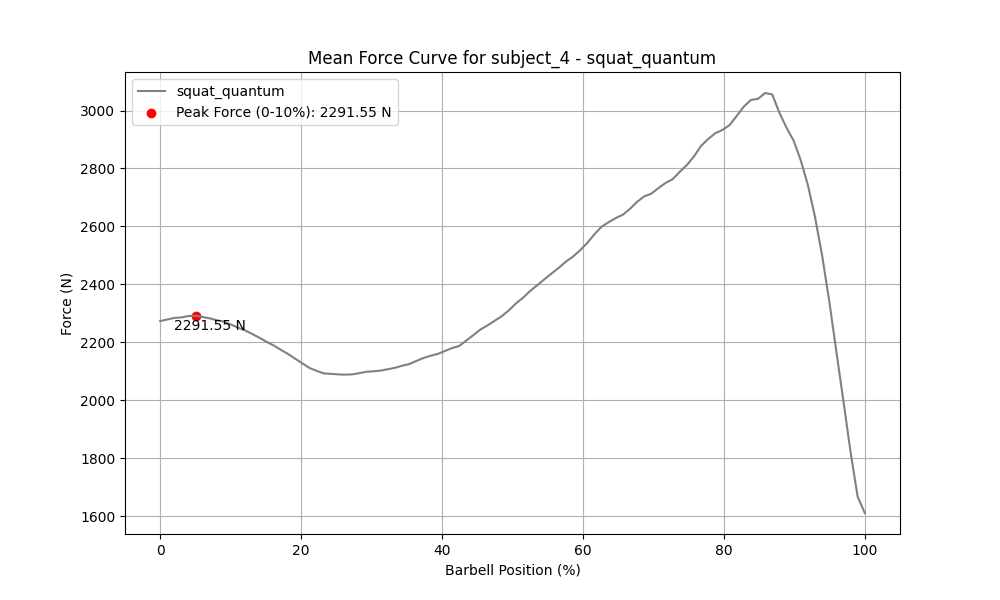 Mean Force Curve for subject_4 - squat_quantum
squat_quantum
Peak Force (0-10%): 2291.55 N
3000
2800
2600
2400
2200
2000
1800
1600
Force (N)
2291.55 N
0 20 40 60 80 100
Barbell Position (%)